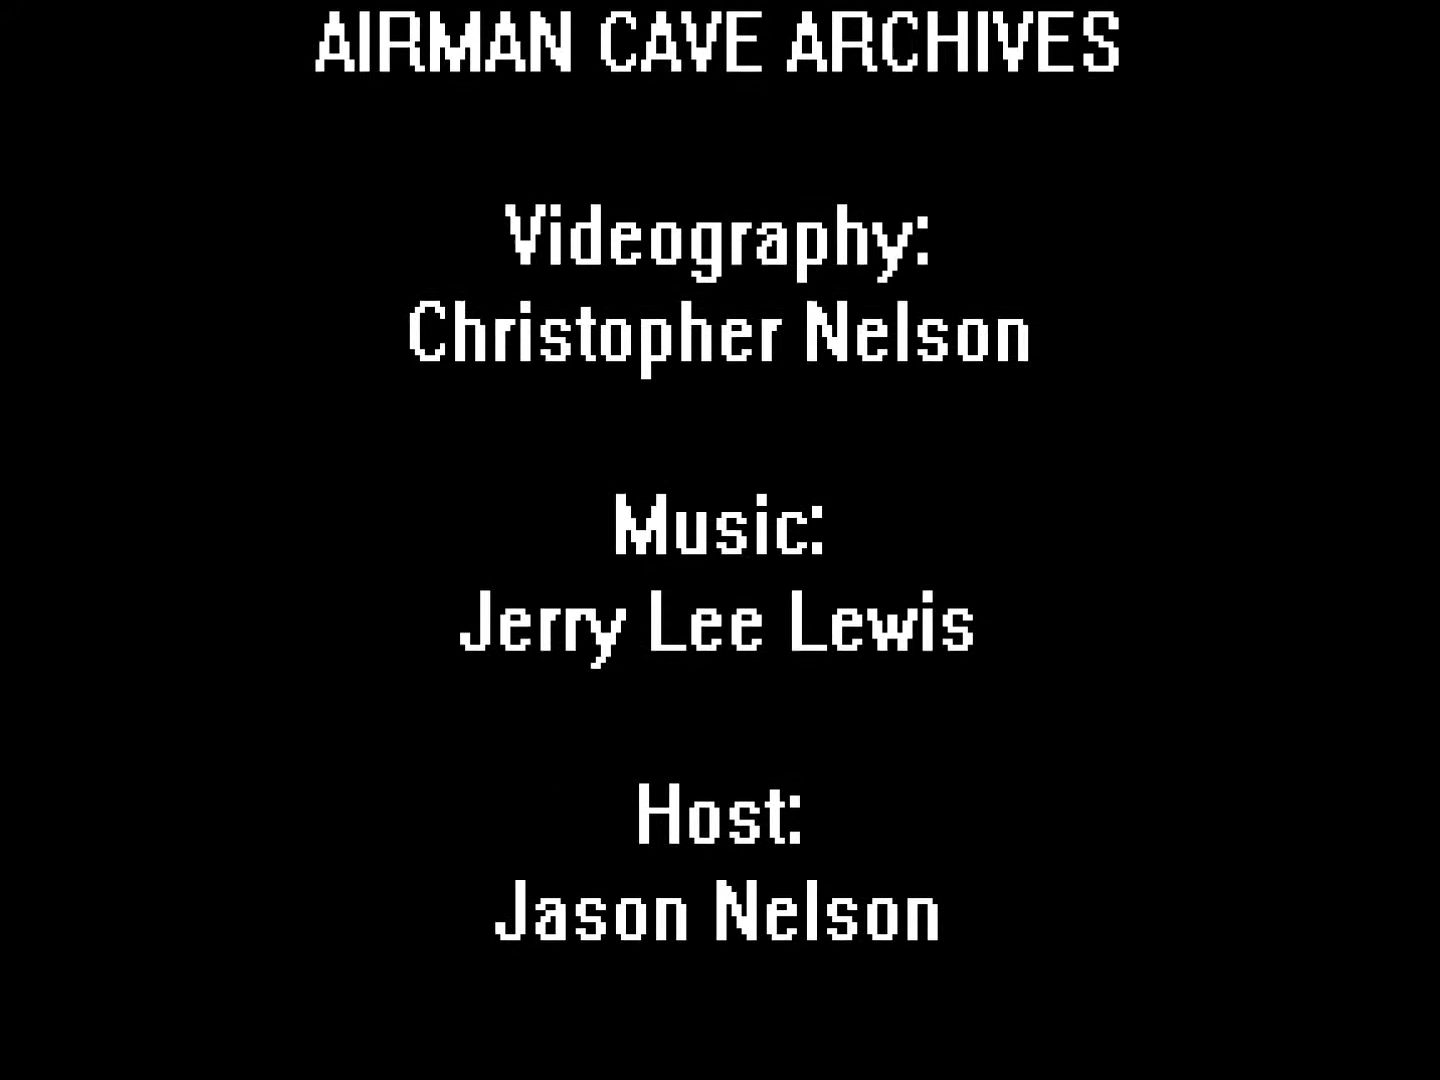 AIRMAN CAVE ARCHIVES
Videography:
Christopher Nelson
Music:
Jerry Lee Lewis
Host:
Jason Nelson